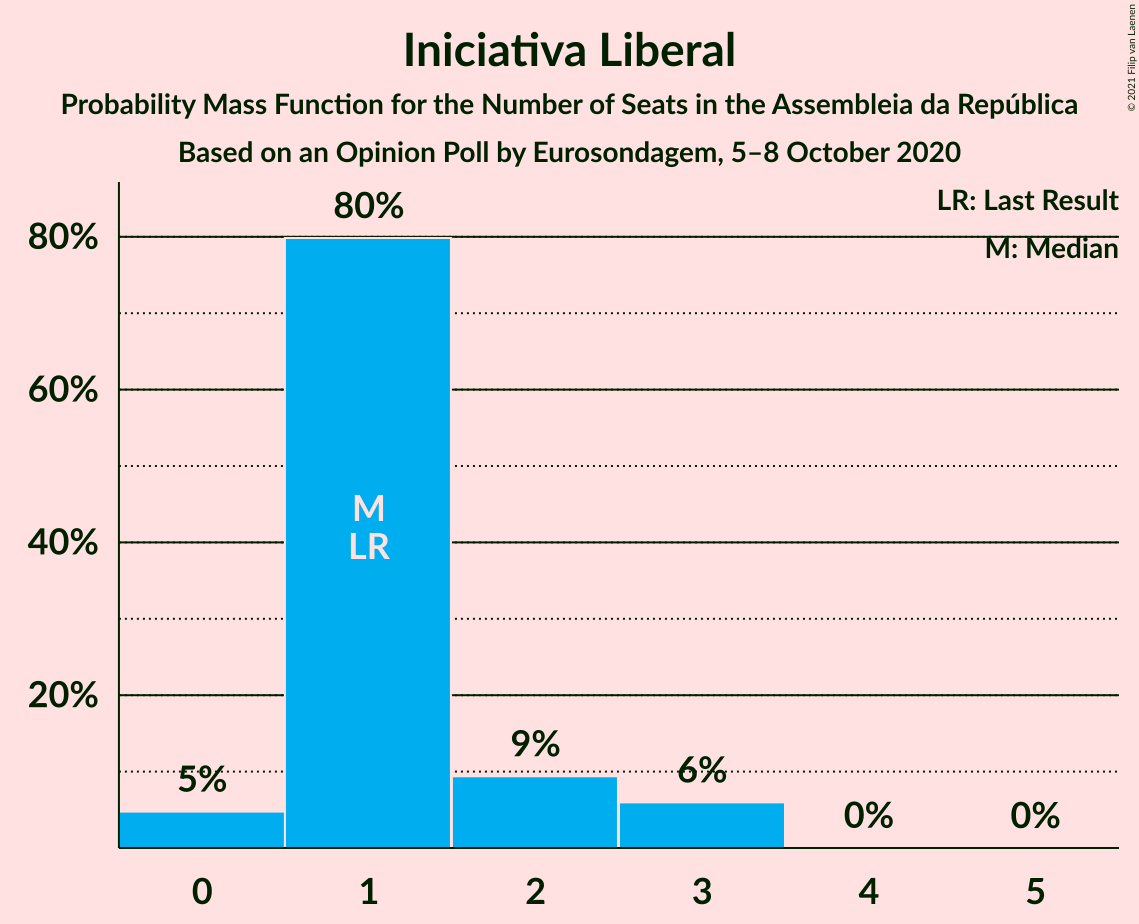 Iniciativa Liberal
Probability Mass Function for the Number of Seats in the Assembleia da República
Based on an Opinion Poll by Eurosondagem, 5–8 October 2020
© 2021 Filip van Laenen
LR: Last Result
M: Median
80%
60%
40%
20%
5%
80%
M
LR
9%
6%
0%
0%
0
1
2
3
4
5